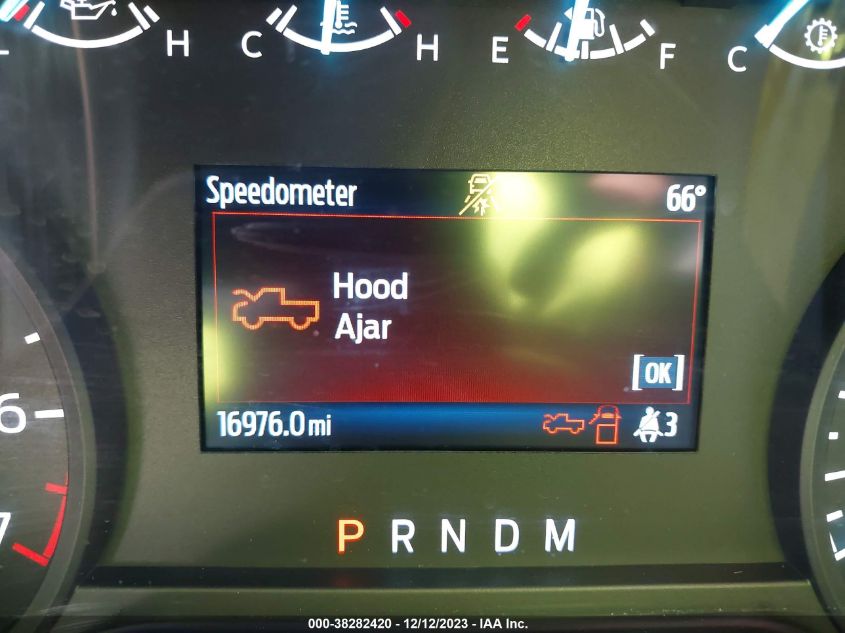 L H C H E F C
Speedometer 66°
Hood
Ajar
[OK]
16976.0 mi 3
6
7
P R N D M
000-38282420 - 12/12/2023 - IAA Inc.